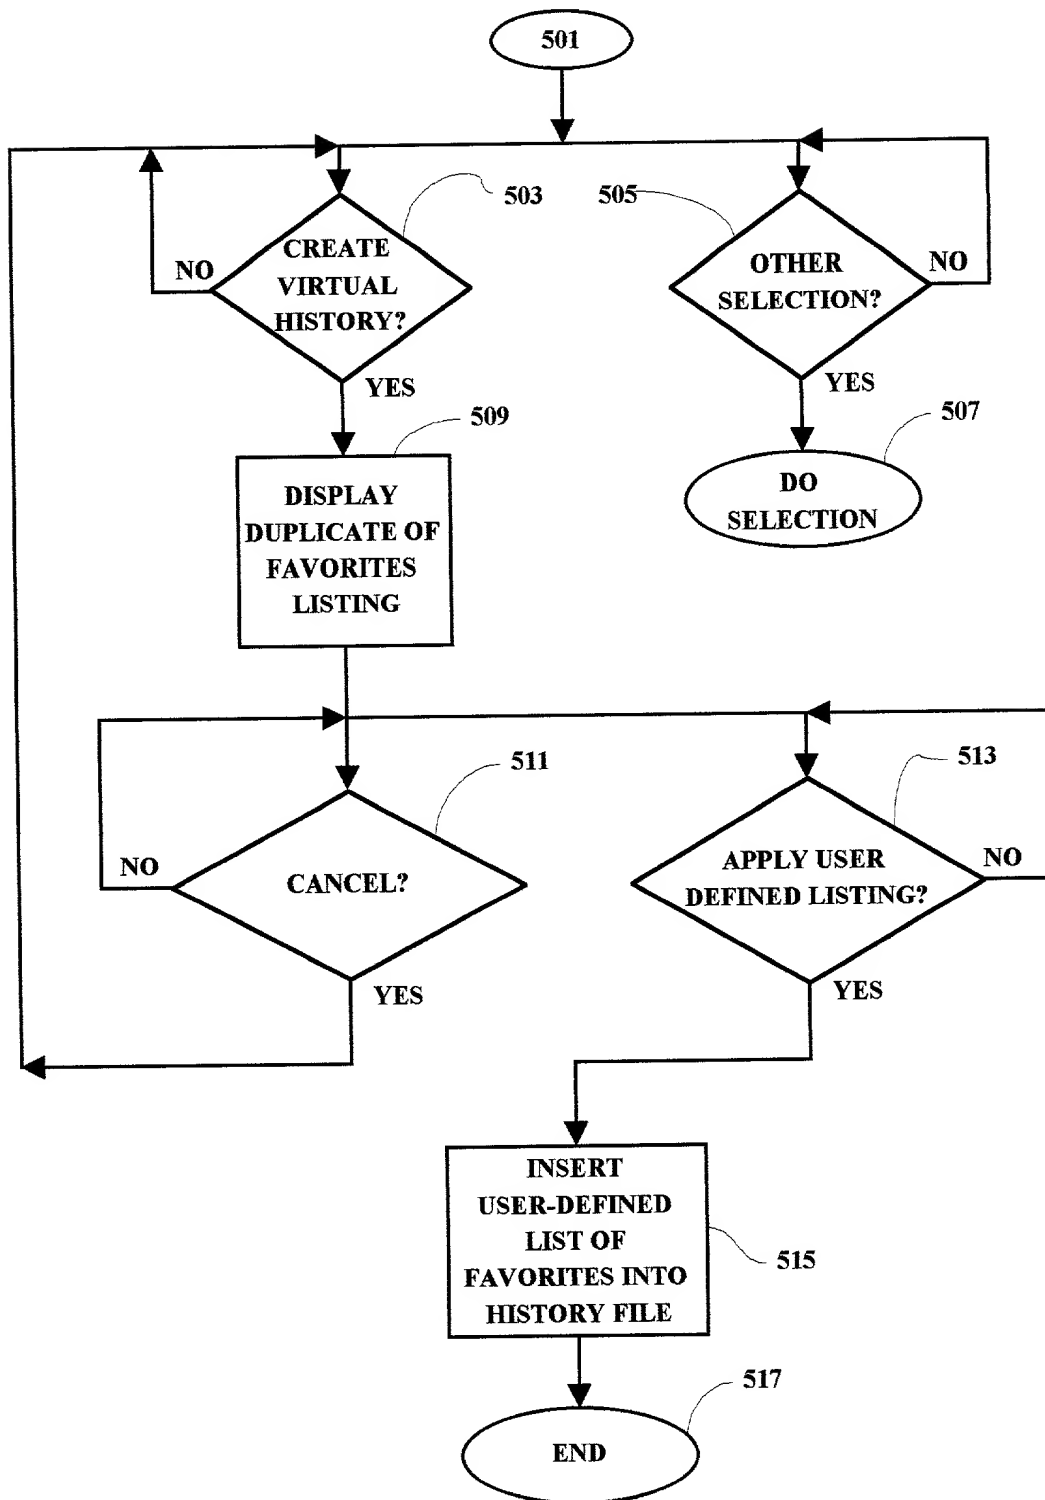 501
503
505
CREATE
VIRTUAL
HISTORY?
NO
OTHER
SELECTION?
NO
YES
YES
509
507
DISPLAY
DUPLICATE OF
FAVORITES
LISTING
DO
SELECTION
511
513
NO
CANCEL?
APPLY USER
DEFINED LISTING?
NO
YES
YES
INSERT
USER-DEFINED
LIST OF
FAVORITES INTO
HISTORY FILE
515
517
END